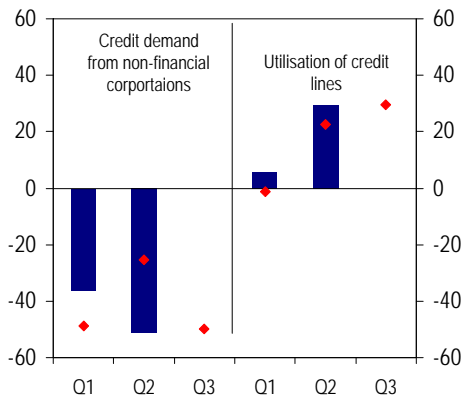 60
40
20
0
-20
-40
-60
60
40
20
0
-20
-40
-60
Credit demand
from non-financial
corportaions
Utilisation of credit
lines
Q1 Q2 Q3 Q1 Q2 Q3